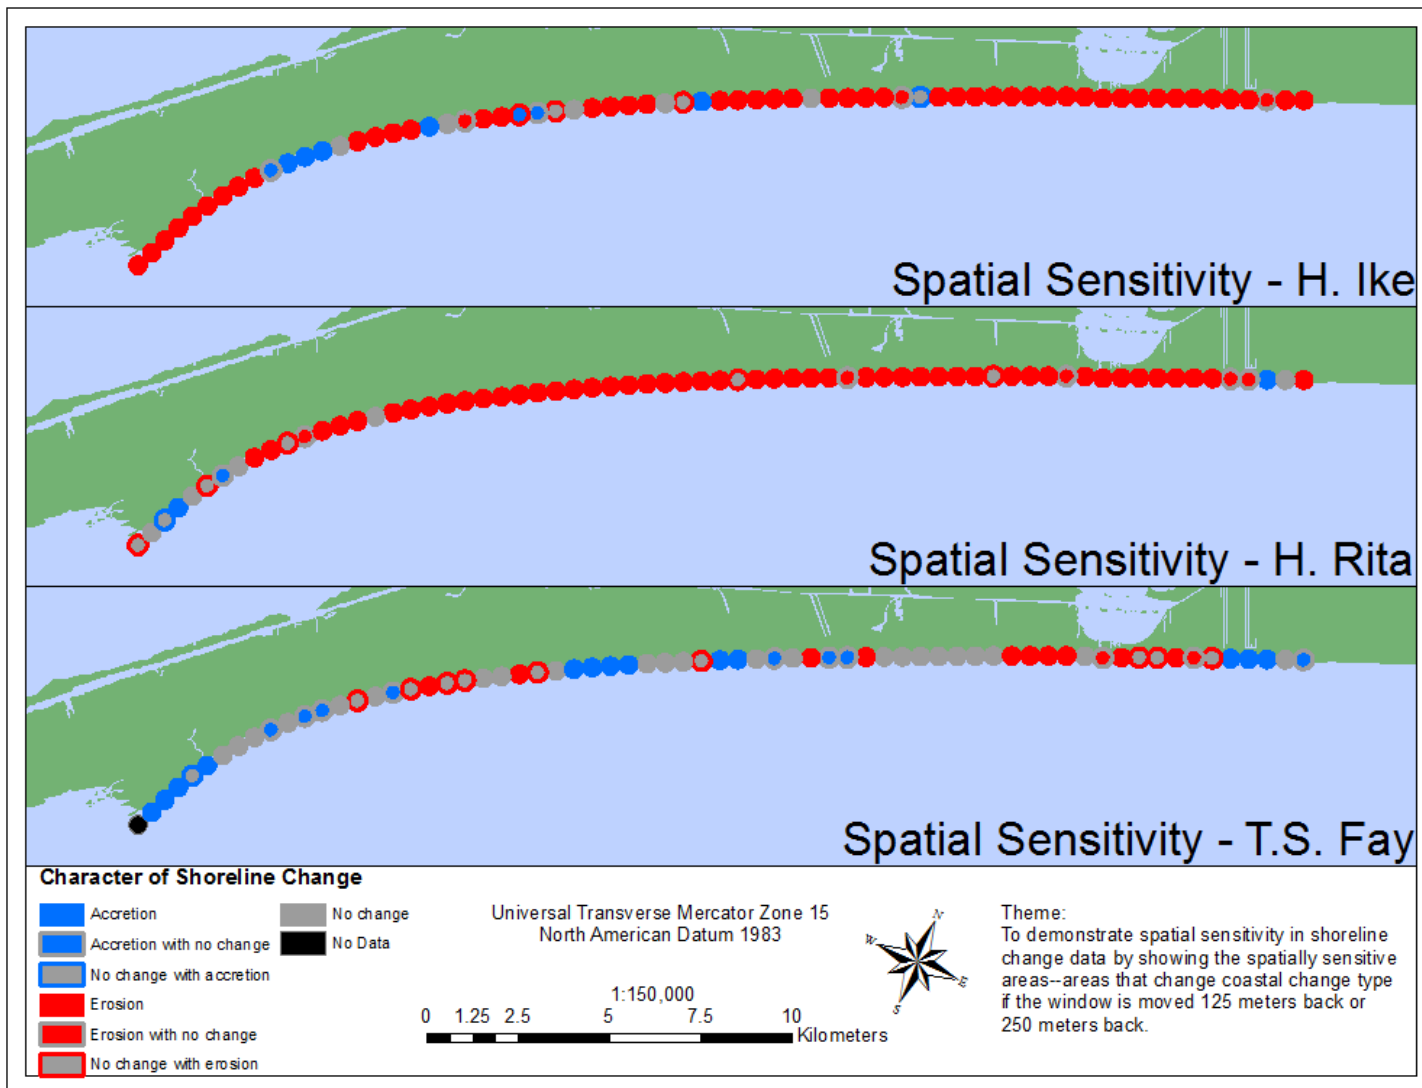 Spatial Sensitivity - H. Ike
Spatial Sensitivity - H. Rita
Spatial Sensitivity - T.S. Fay
Character of Shoreline Change
Accretion
Accretion with no change
No change with accretion
Erosion
Erosion with no change
No change with erosion
No change
No Data
Universal Transverse Mercator Zone 15
North American Datum 1983
1:150,000
0 1.25 2.5 5 7.5 10
Kilometers
N
W
E
S
Theme:
To demonstrate spatial sensitivity in shoreline
change data by showing the spatially sensitive
areas--areas that change coastal change type
if the window is moved 125 meters back or
250 meters back.